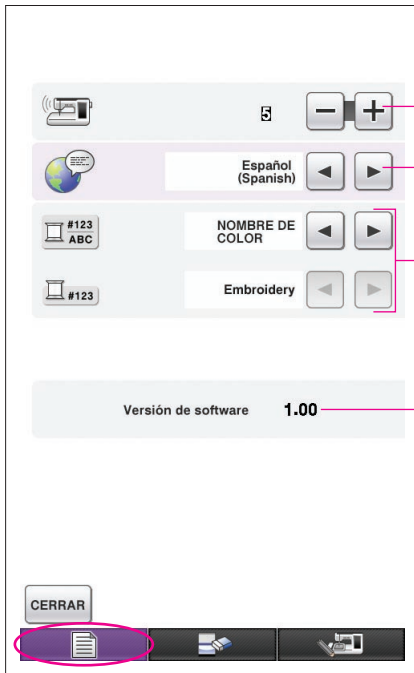 5
Español
(Spanish)
#123
ABC
NOMBRE DE
COLOR
#123
Embroidery
Versión de software 1.00
CERRAR